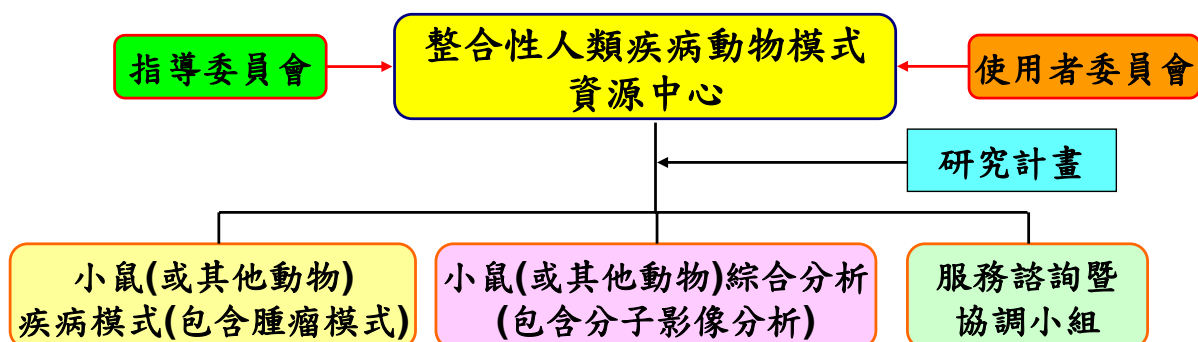 指導委員會
整合性人類疾病動物模式
資源中心
使用者委員會
研究計畫
小鼠(或其他動物)
疾病模式(包含腫瘤模式)
小鼠(或其他動物)綜合分析
(包含分子影像分析)
服務諮詢暨
協調小組